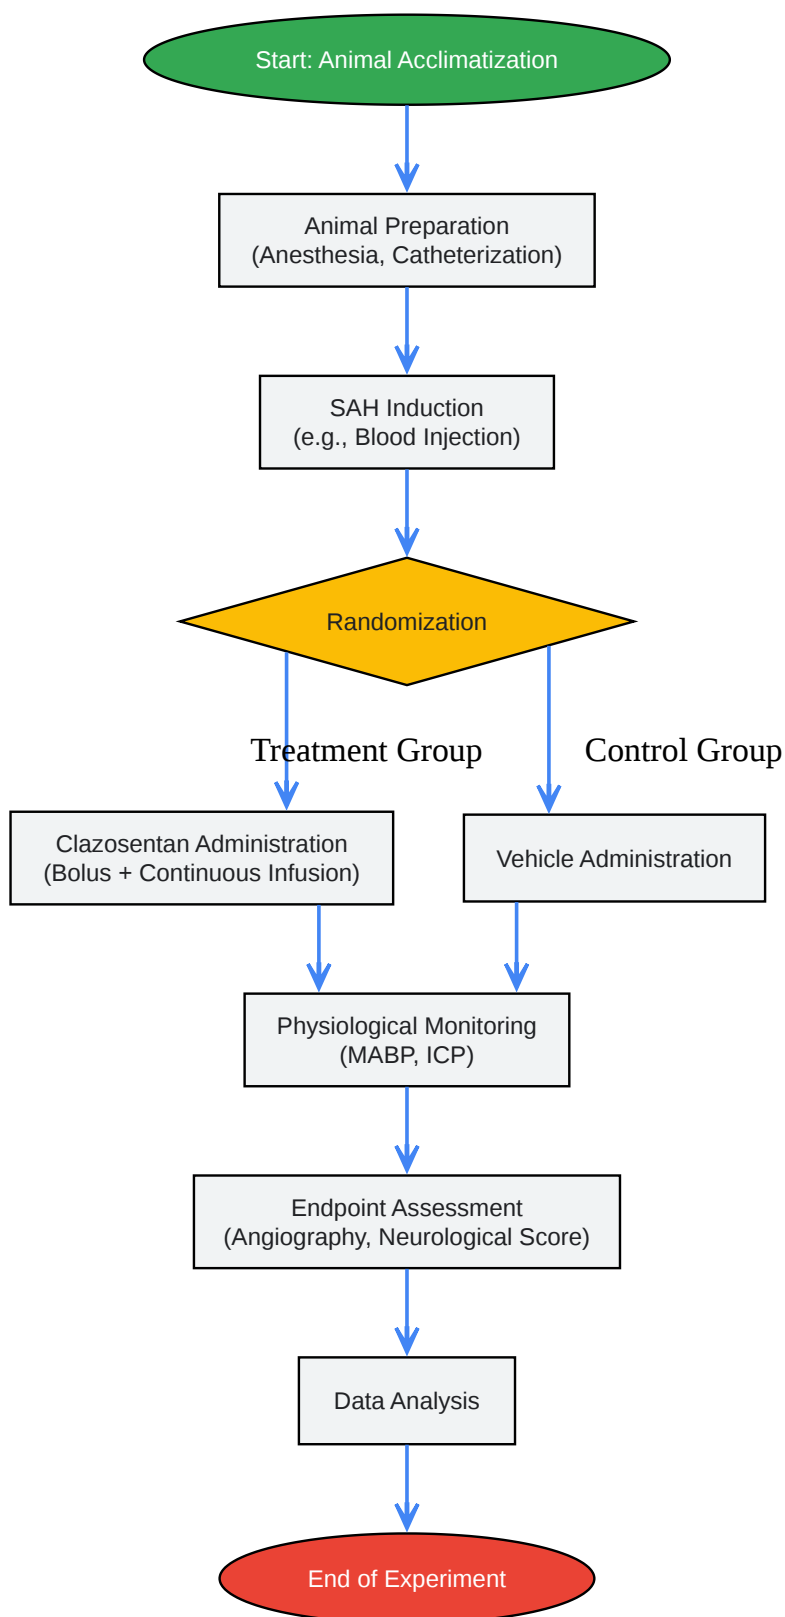 Start: Animal Acclimatization
Animal Preparation
(Anesthesia, Catheterization)
SAH Induction
(e.g., Blood Injection)
Randomization
Treatment Group
Control Group
Clazosentan Administration
(Bolus + Continuous Infusion)
Vehicle Administration
Physiological Monitoring
(MABP, ICP)
Endpoint Assessment
(Angiography, Neurological Score)
Data Analysis
End of Experiment